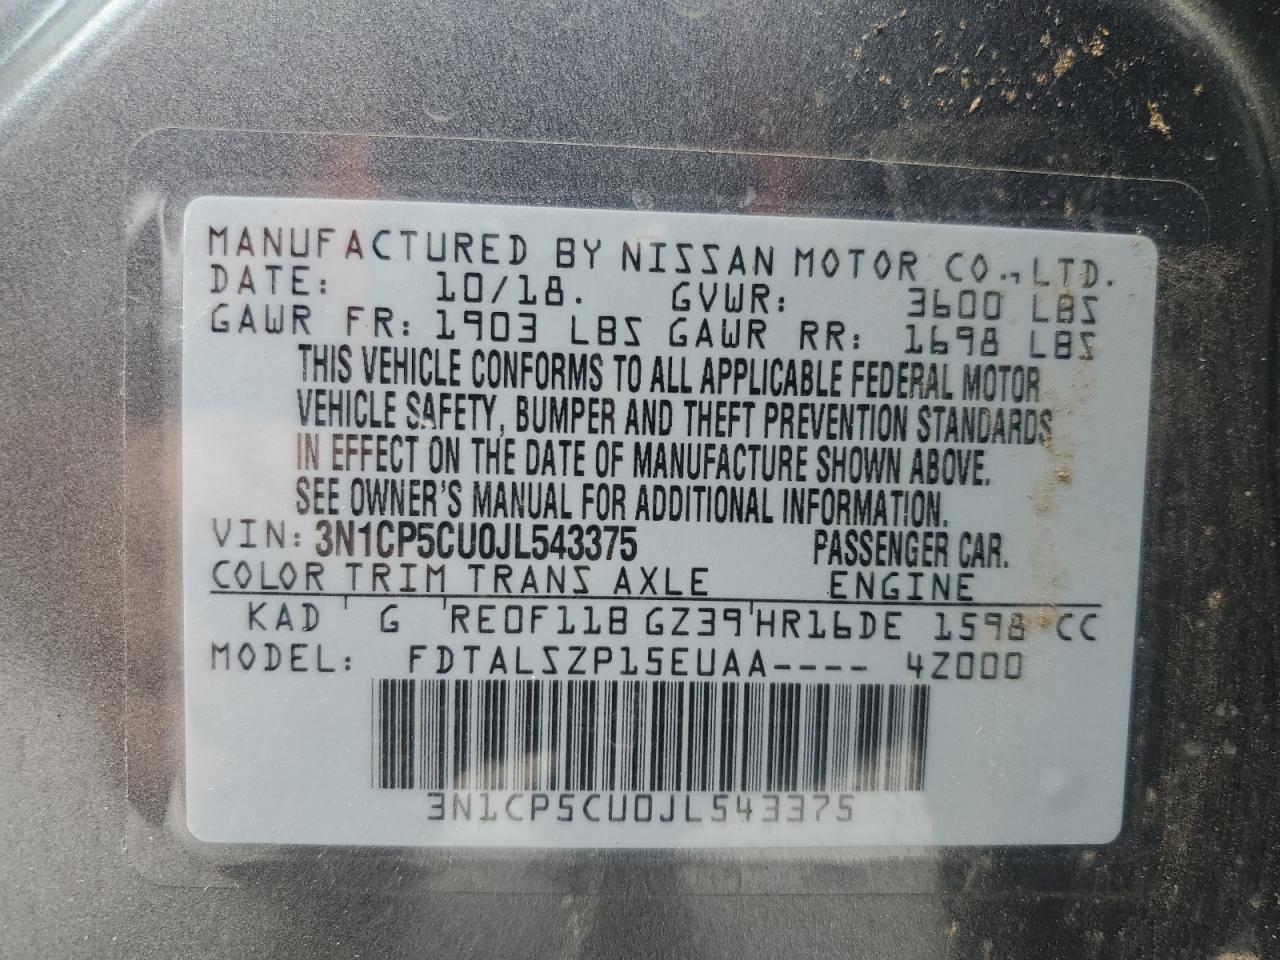 MANUFACTURED BY NISSAN MOTOR CO., LTD.
DATE: 10/18. GVWR: 3600 LBS
GAWR FR: 1903 LBS GAWR RR: 1698 LBS
THIS VEHICLE CONFORMS TO ALL APPLICABLE FEDERAL MOTOR
VEHICLE SAFETY, BUMPER AND THEFT PREVENTION STANDARDS
IN EFFECT ON THE DATE OF MANUFACTURE SHOWN ABOVE.
SEE OWNER'S MANUAL FOR ADDITIONAL INFORMATION.
VIN: 3N1CP5CU0JL543375 PASSENGER CAR.
COLOR TRIM TRANS AXLE ENGINE
KAD G RE0F11B GZ39 HR16DE 1598 CC
MODEL: FDTALSZP15EUAA---- 4Z000
3N1CP5CU0JL543375